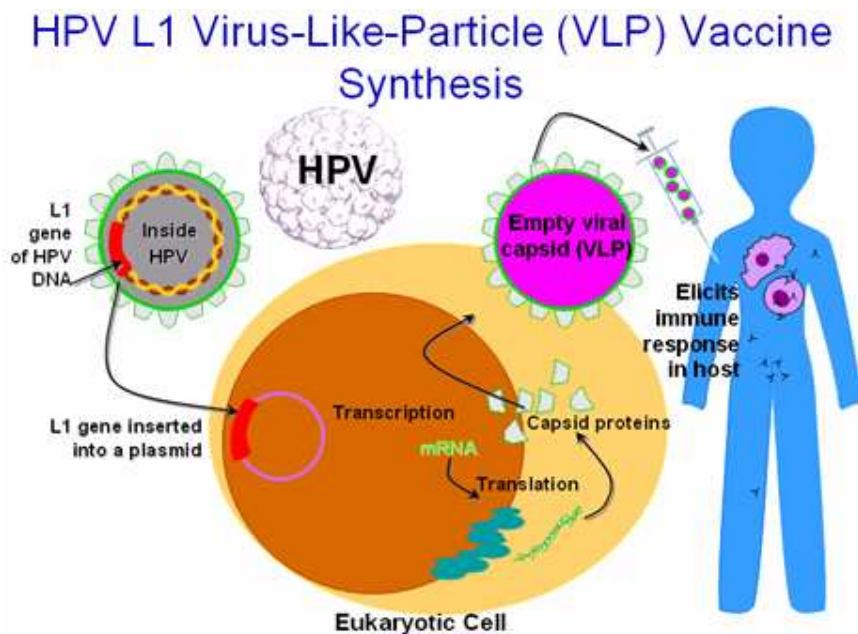 HPV L1 Virus-Like-Particle (VLP) Vaccine
Synthesis
HPV
L1
gene
of HPV
DNA
Inside
HPV
Empty viral
capsid (VLP)
Elicits
immune
response
in host
L1 gene inserted
into a plasmid
Transcription
mRNA
Translation
Capsid proteins
Eukaryotic Cell